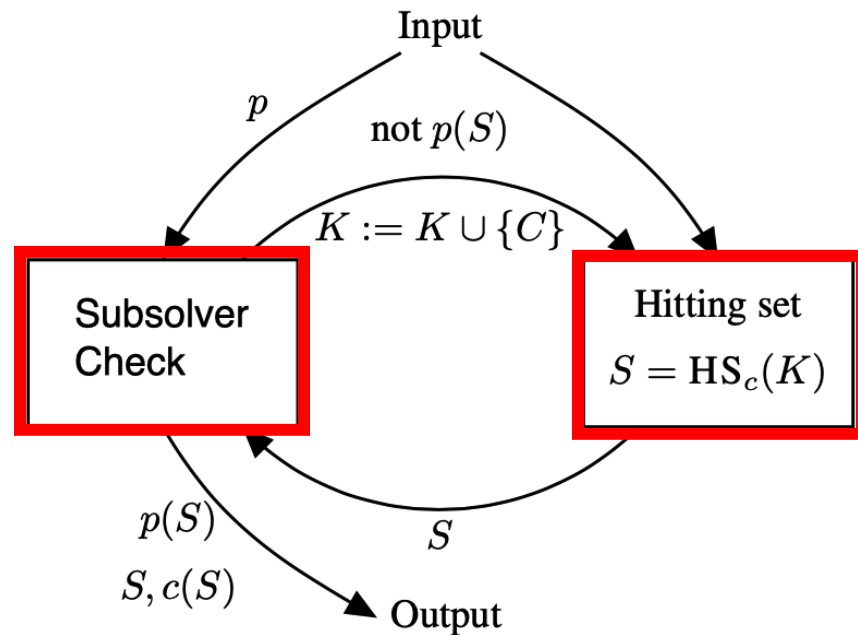 Input
p
not p(S)
K := K ∪ {C}
Subsolver
Check
Hitting set
S = HS_c(K)
p(S)
S, c(S)
S
Output